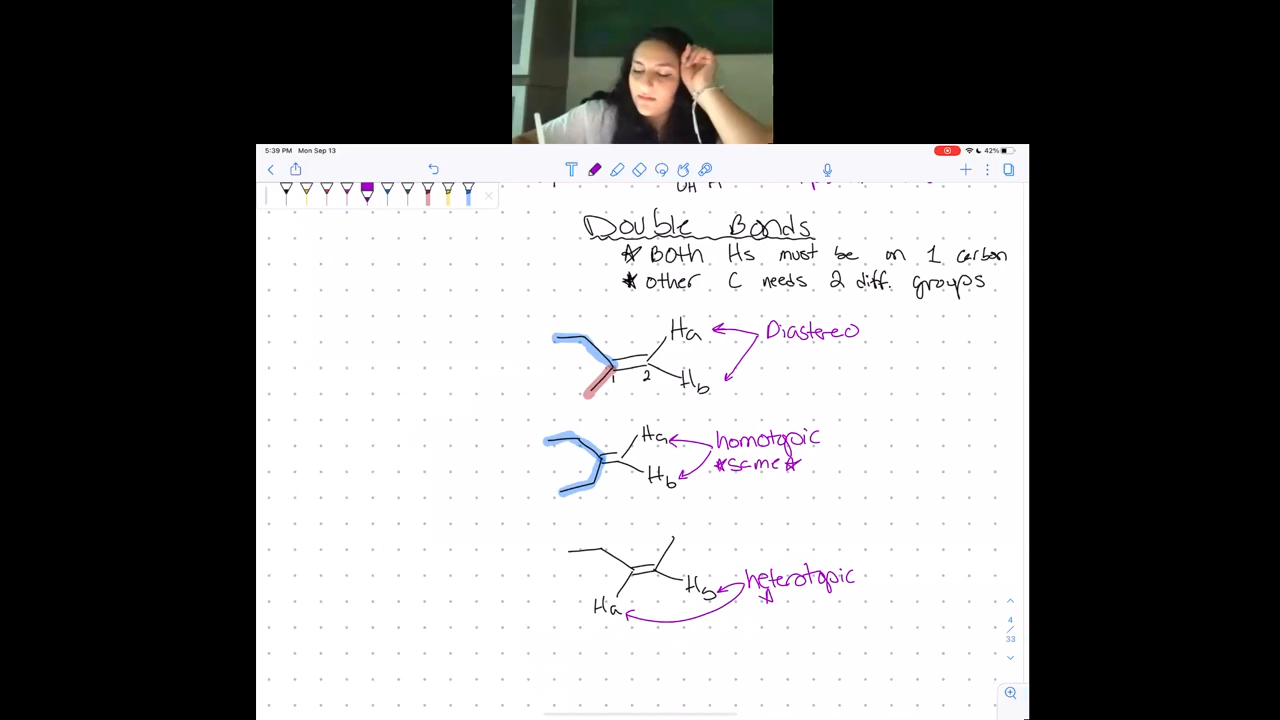 5:39 PM Mon Sep 13
42%
T
OH H
Double Bonds
BOTH Hs must be on 1 carbon
other C needs 2 diff. groups
Ha
Diastereo
1 2
Hb
Ha
homotopic
same
Hb
Hb
heterotopic
Ha
4
/
33